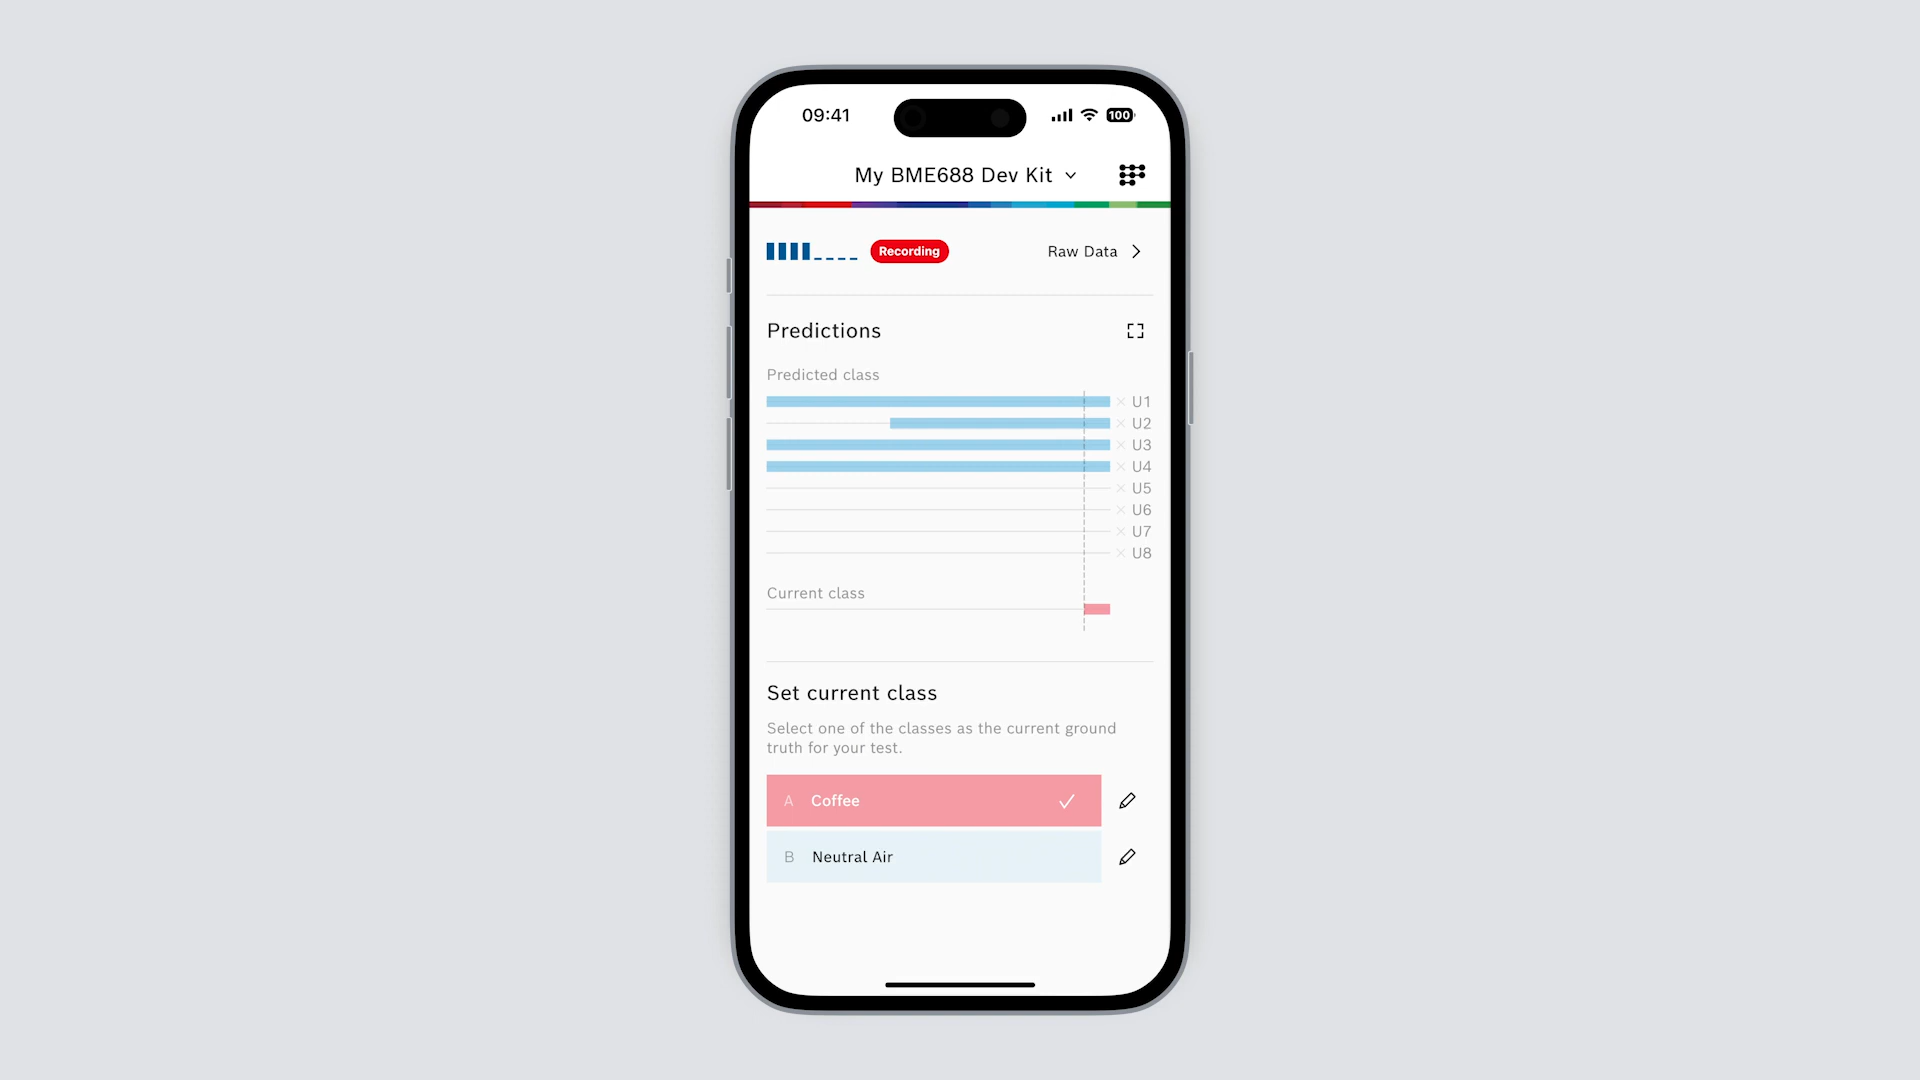 09:41
100
My BME688 Dev Kit
Recording
Raw Data
Predictions
Predicted class
U1
U2
U3
U4
U5
U6
U7
U8
Current class
Set current class
Select one of the classes as the current ground
truth for your test.
A Coffee
B Neutral Air